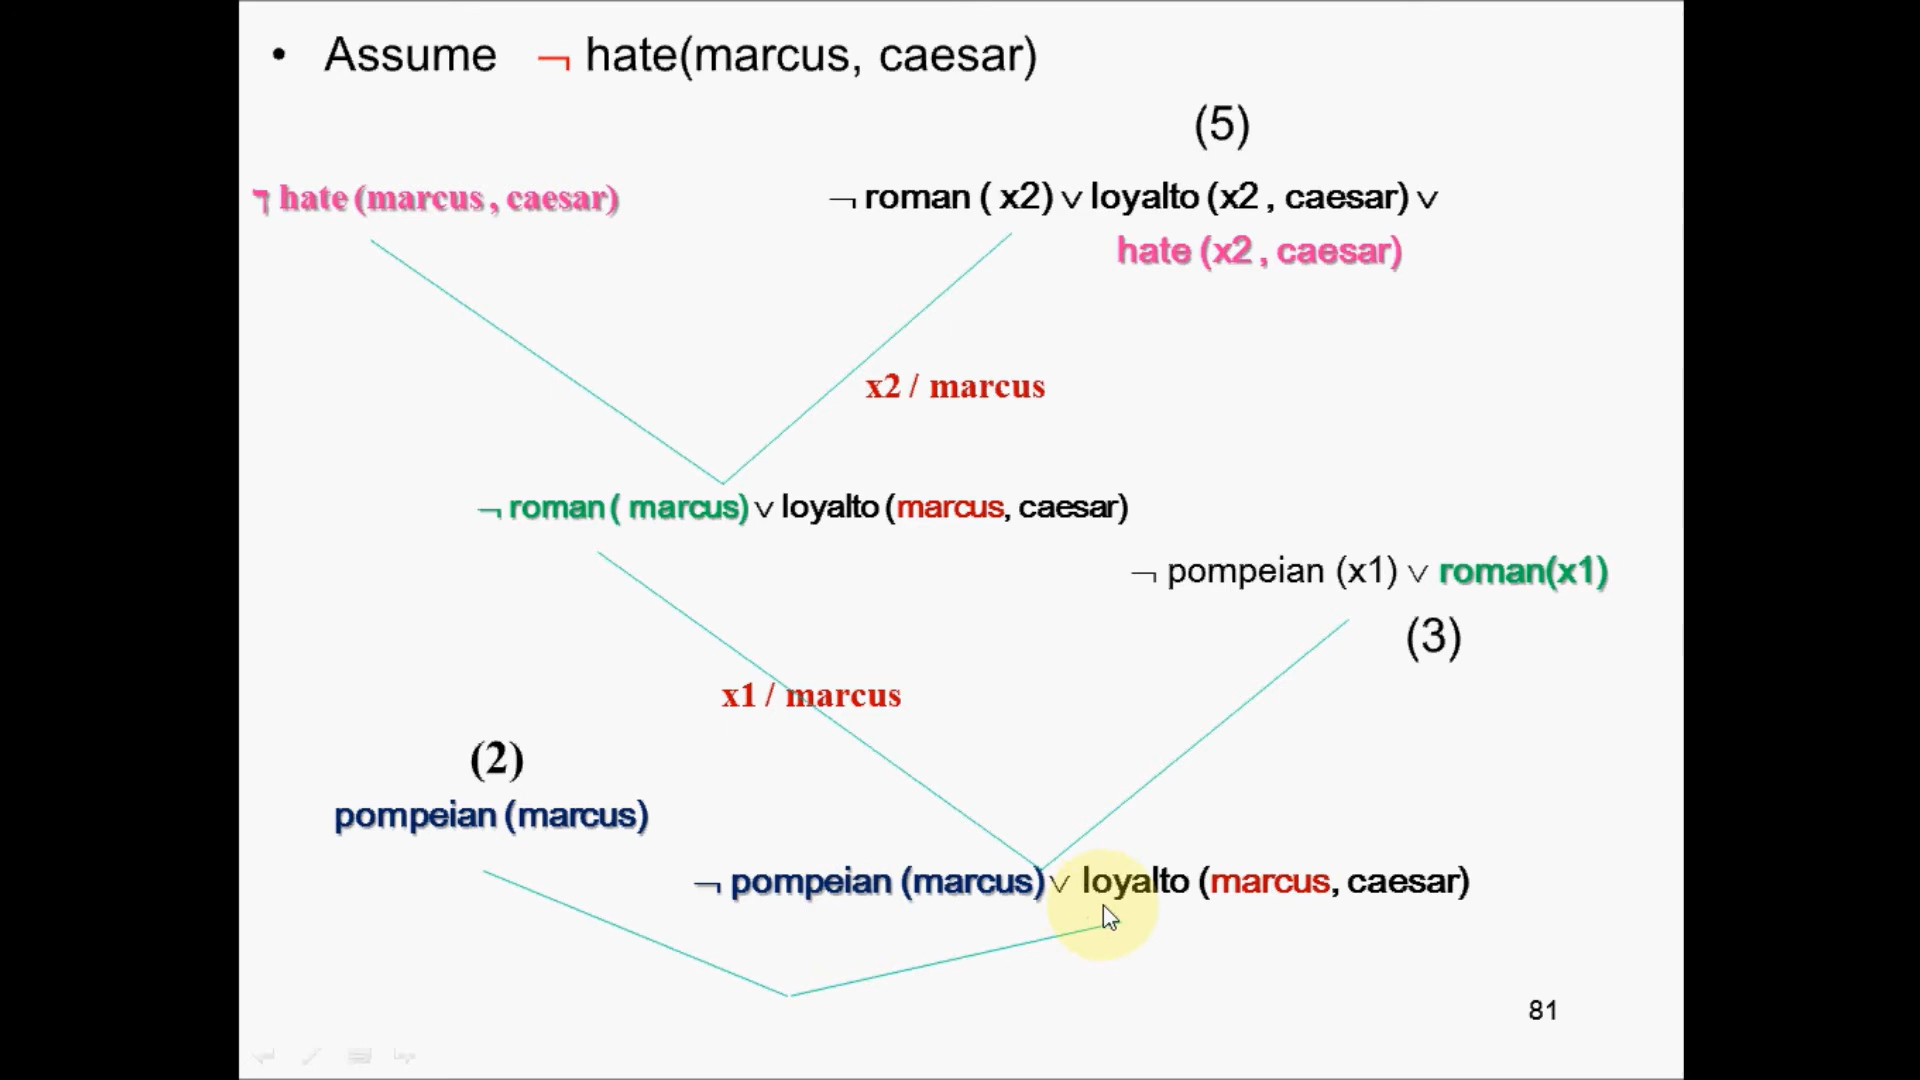 • Assume ¬ hate(marcus, caesar)
(5)
¬ hate (marcus , caesar)
¬ roman ( x2) ∨ loyalto (x2 , caesar) ∨
hate (x2 , caesar)
x2 / marcus
¬ roman ( marcus) ∨ loyalto (marcus, caesar)
¬ pompeian (x1) ∨ roman(x1)
(3)
x1 / marcus
(2)
pompeian (marcus)
¬ pompeian (marcus) ∨ loyalto (marcus, caesar)
81